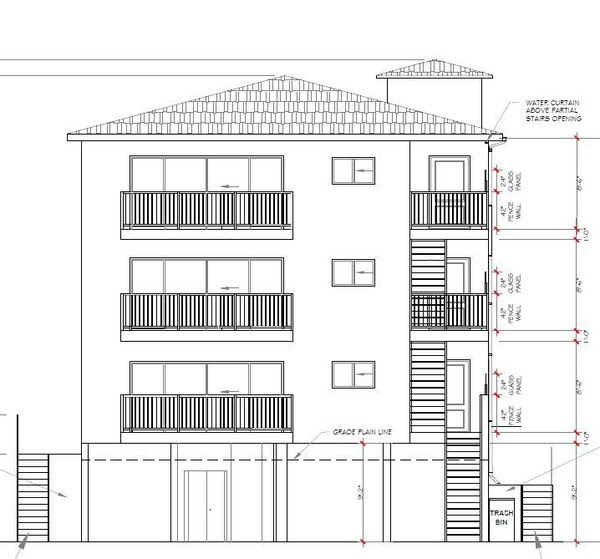 WATER CURTAIN
ABOVE PARTIAL
STAIRS OPENING
24"
GLASS
PANEL
42"
FENCE
WALL
8'-6"
1'-0"
24"
GLASS
PANEL
42"
FENCE
WALL
8'-6"
1'-0"
24"
GLASS
PANEL
42"
FENCE
WALL
8'-6"
1'-0"
GRADE PLAIN LINE
9'-2"
9'-2"
TRASH
BIN